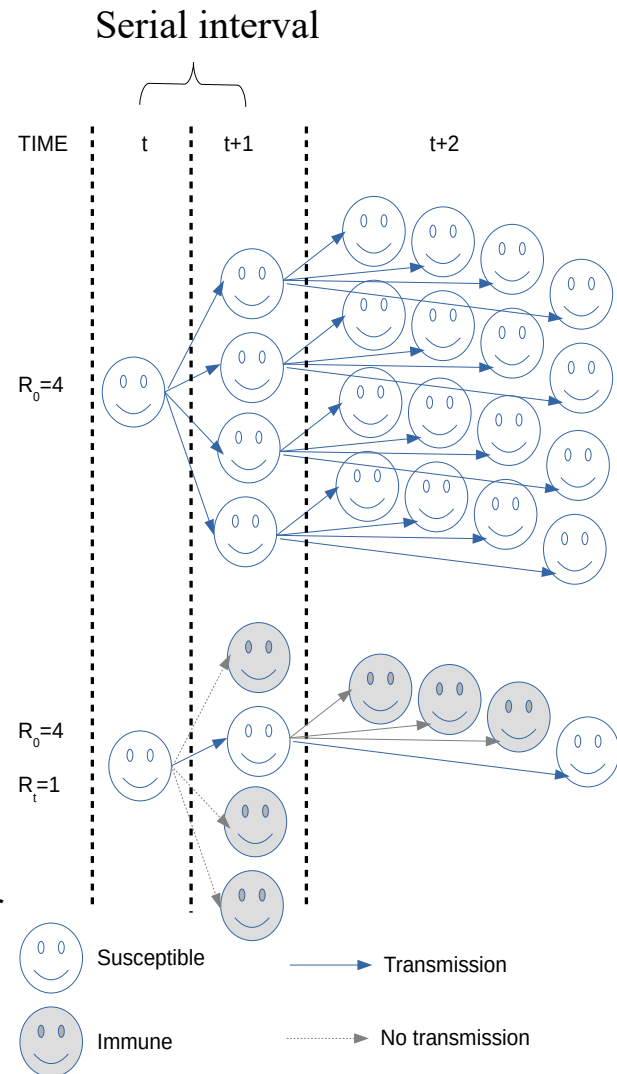 Serial interval
TIME t t+1 t+2
R₀=4
R₀=4
Rₜ=1
Susceptible Transmission
Immune No transmission